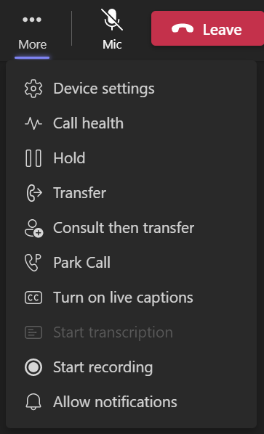 More
Mic
Leave
Device settings
Call health
Hold
Transfer
Consult then transfer
P
Park Call
CC
Turn on live captions
Start transcription
Start recording
Allow notifications